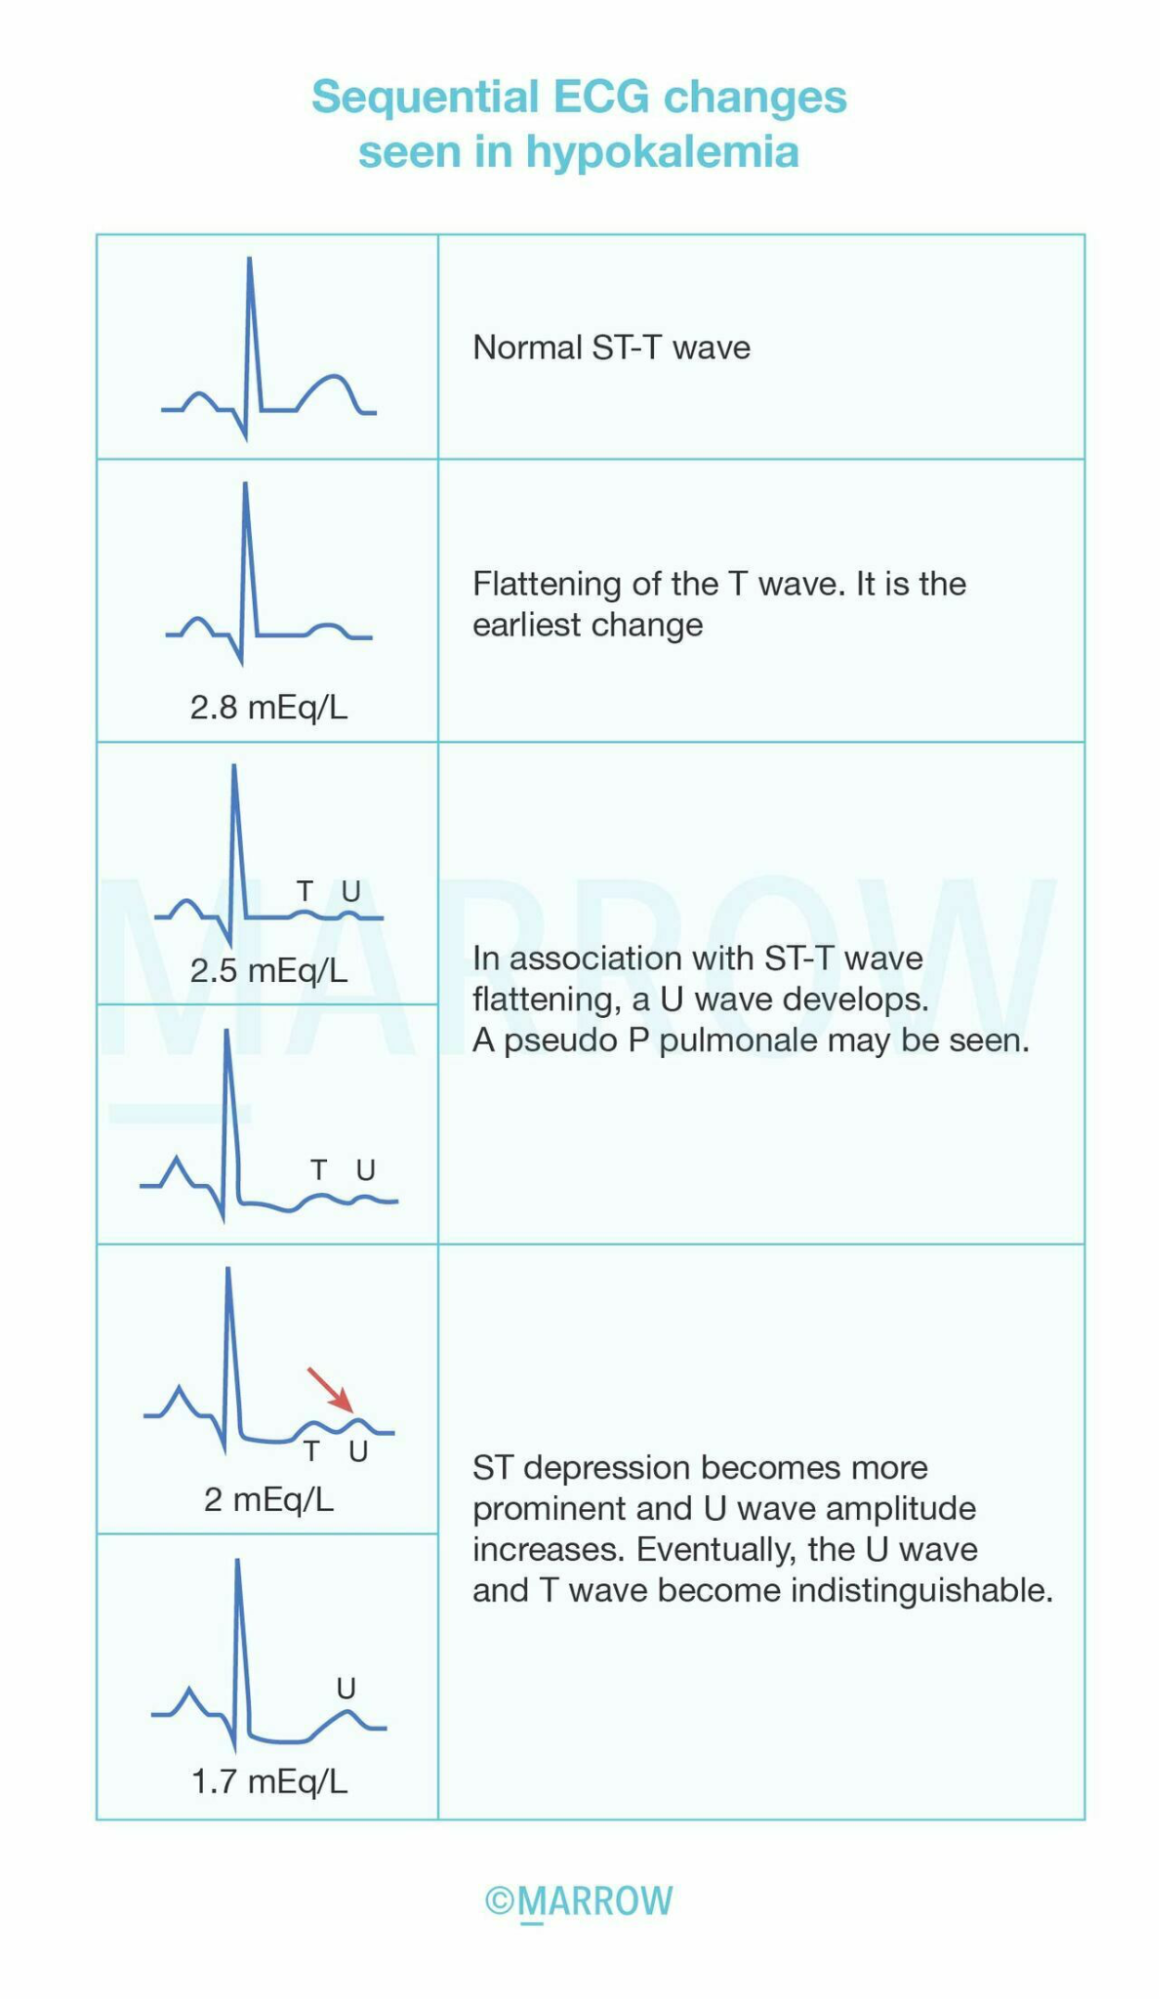 Sequential ECG changes
seen in hypokalemia
Normal ST-T wave
Flattening of the T wave. It is the
earliest change
2.8 mEq/L
T U
2.5 mEq/L
In association with ST-T wave
flattening, a U wave develops.
A pseudo P pulmonale may be seen.
T U
T U
2 mEq/L
ST depression becomes more
prominent and U wave amplitude
increases. Eventually, the U wave
and T wave become indistinguishable.
U
1.7 mEq/L
MARROW
©MARROW